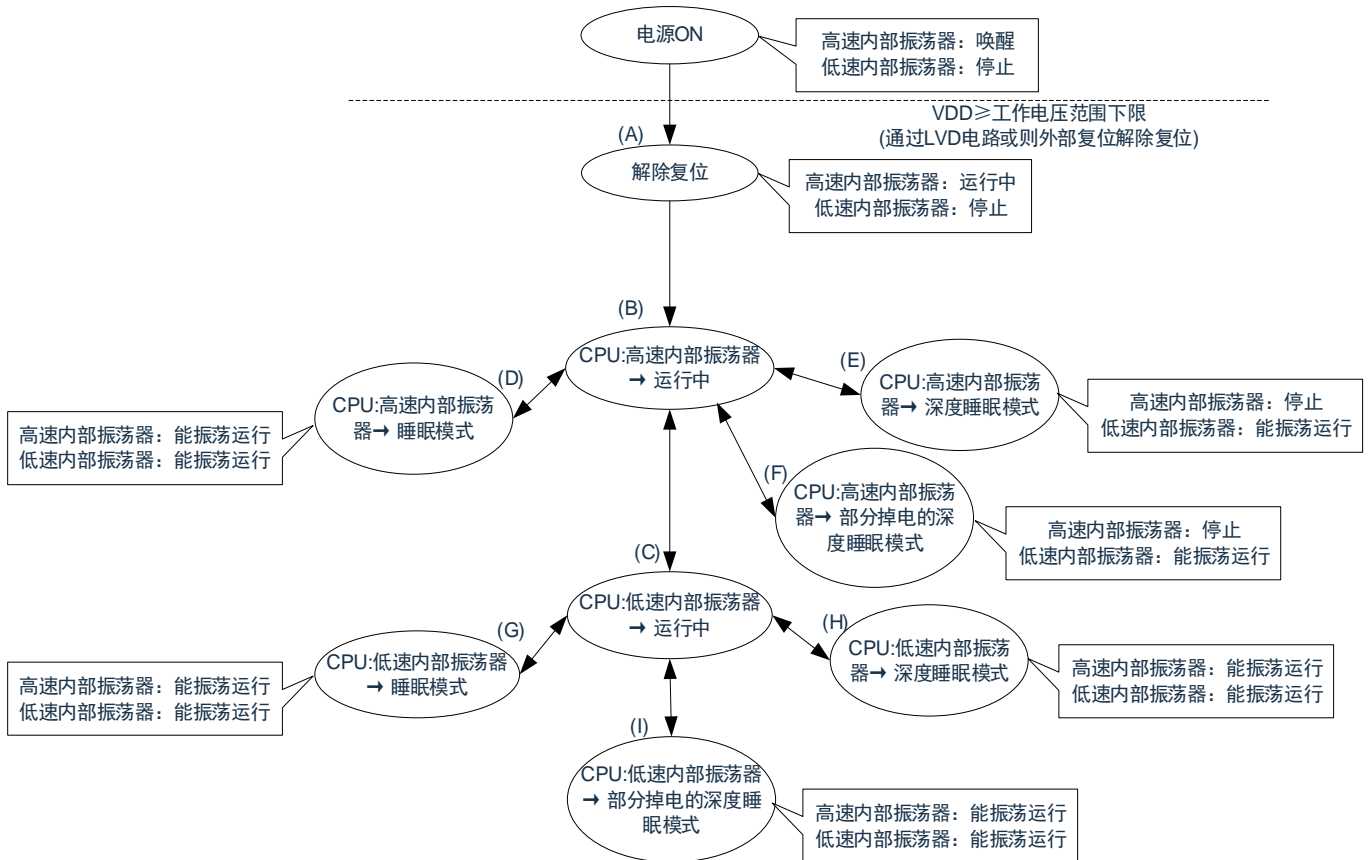 电源ON
高速内部振荡器：唤醒
低速内部振荡器：停止
VDD≥工作电压范围下限
(通过LVD电路或则外部复位解除复位)
(A)
解除复位
高速内部振荡器：运行中
低速内部振荡器：停止
(B)
CPU:高速内部振荡器
→ 运行中
(D)
CPU:高速内部振荡
器→ 睡眠模式
高速内部振荡器：能振荡运行
低速内部振荡器：能振荡运行
(E)
CPU:高速内部振荡
器→ 深度睡眠模式
高速内部振荡器：停止
低速内部振荡器：能振荡运行
(F)
CPU:高速内部振荡
器→ 部分掉电的深
度睡眠模式
高速内部振荡器：停止
低速内部振荡器：能振荡运行
(C)
CPU:低速内部振荡器
→ 运行中
(G)
CPU:低速内部振荡器
→ 睡眠模式
高速内部振荡器：能振荡运行
低速内部振荡器：能振荡运行
(H)
CPU:低速内部振荡
器→ 深度睡眠模式
高速内部振荡器：能振荡运行
低速内部振荡器：能振荡运行
(I)
CPU:低速内部振荡器
→ 部分掉电的深度睡
眠模式
高速内部振荡器：能振荡运行
低速内部振荡器：能振荡运行